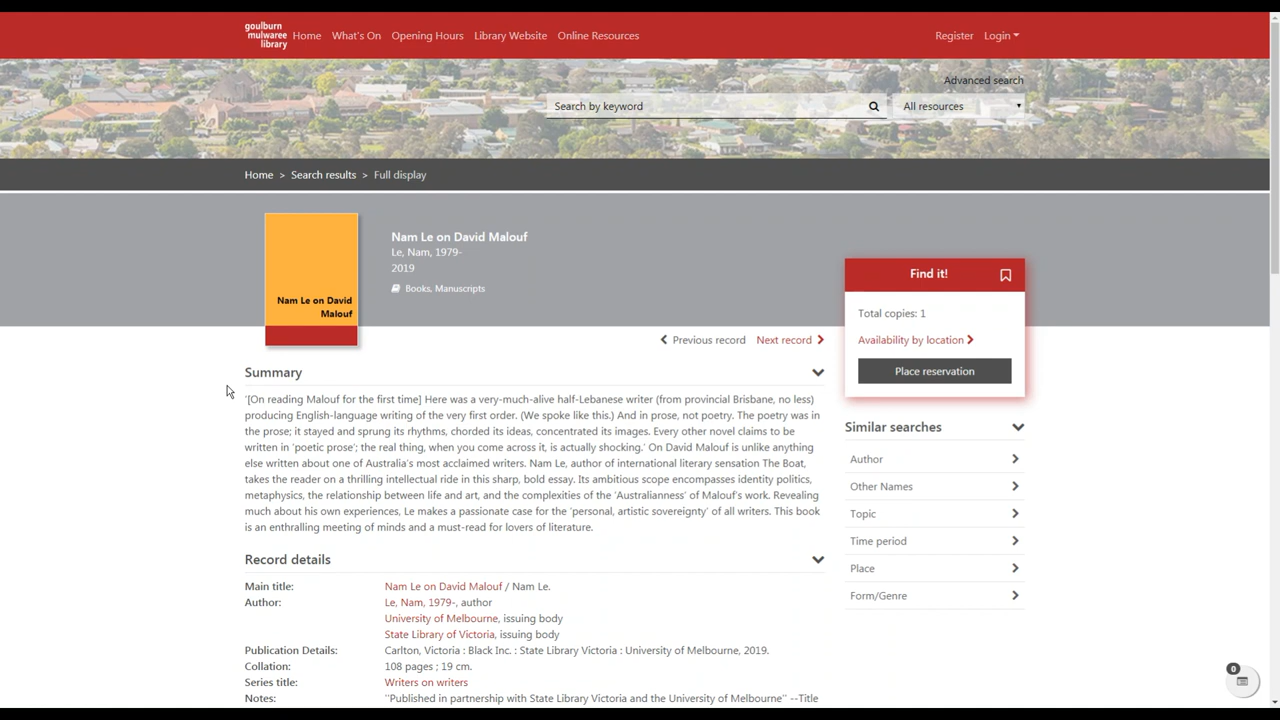 goulburn
mulwaree
library
Home What's On Opening Hours Library Website Online Resources Register Login
Advanced search
Search by keyword All resources
Home > Search results > Full display
Nam Le on David Malouf
Le, Nam, 1979-
2019
Books, Manuscripts
Nam Le on David
Malouf
Find it!
Total copies: 1
Availability by location
Place reservation
Previous record Next record
Summary
'[On reading Malouf for the first time] Here was a very-much-alive half-Lebanese writer (from provincial Brisbane, no less)
producing English-language writing of the very first order. (We spoke like this.) And in prose, not poetry. The poetry was in
the prose; it stayed and sprung its rhythms, chorded its ideas, concentrated its images. Every other novel claims to be
written in 'poetic prose'; the real thing, when you come across it, is actually shocking.' On David Malouf is unlike anything
else written about one of Australia's most acclaimed writers. Nam Le, author of international literary sensation The Boat,
takes the reader on a thrilling intellectual ride in this sharp, bold essay. Its ambitious scope encompasses identity politics,
metaphysics, the relationship between life and art, and the complexities of the 'Australianness' of Malouf's work. Revealing
much about his own experiences, Le makes a passionate case for the 'personal, artistic sovereignty' of all writers. This book
is an enthralling meeting of minds and a must-read for lovers of literature.
Similar searches
Author
Other Names
Topic
Time period
Place
Form/Genre
Record details
Main title: Nam Le on David Malouf / Nam Le.
Author: Le, Nam, 1979-, author
University of Melbourne, issuing body
State Library of Victoria, issuing body
Publication Details: Carlton, Victoria : Black Inc. : State Library Victoria : University of Melbourne, 2019.
Collation: 108 pages ; 19 cm.
Series title: Writers on writers
Notes: "Published in partnership with State Library Victoria and the University of Melbourne" --Title
0